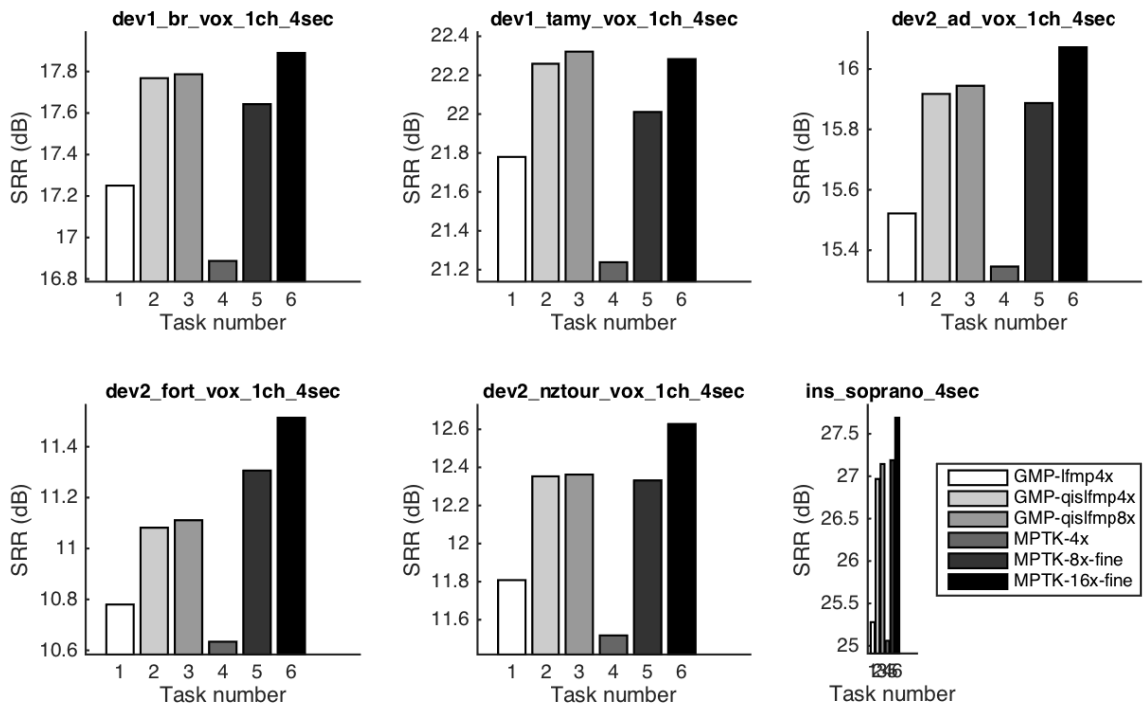 dev1_br_vox_1ch_4sec
SRR (dB)
17.8
17.6
17.4
17.2
17
16.8
1 2 3 4 5 6
Task number
dev1_tamy_vox_1ch_4sec
SRR (dB)
22.4
22.2
22
21.8
21.6
21.4
21.2
1 2 3 4 5 6
Task number
dev2_ad_vox_1ch_4sec
SRR (dB)
16
15.8
15.6
15.4
1 2 3 4 5 6
Task number
dev2_fort_vox_1ch_4sec
SRR (dB)
11.4
11.2
11
10.8
10.6
1 2 3 4 5 6
Task number
dev2_nztour_vox_1ch_4sec
SRR (dB)
12.6
12.4
12.2
12
11.8
11.6
1 2 3 4 5 6
Task number
ins_soprano_4sec
SRR (dB)
27.5
27
26.5
26
25.5
25
123456
Task number
GMP-lfmp4x
GMP-qislfmp4x
GMP-qislfmp8x
MPTK-4x
MPTK-8x-fine
MPTK-16x-fine